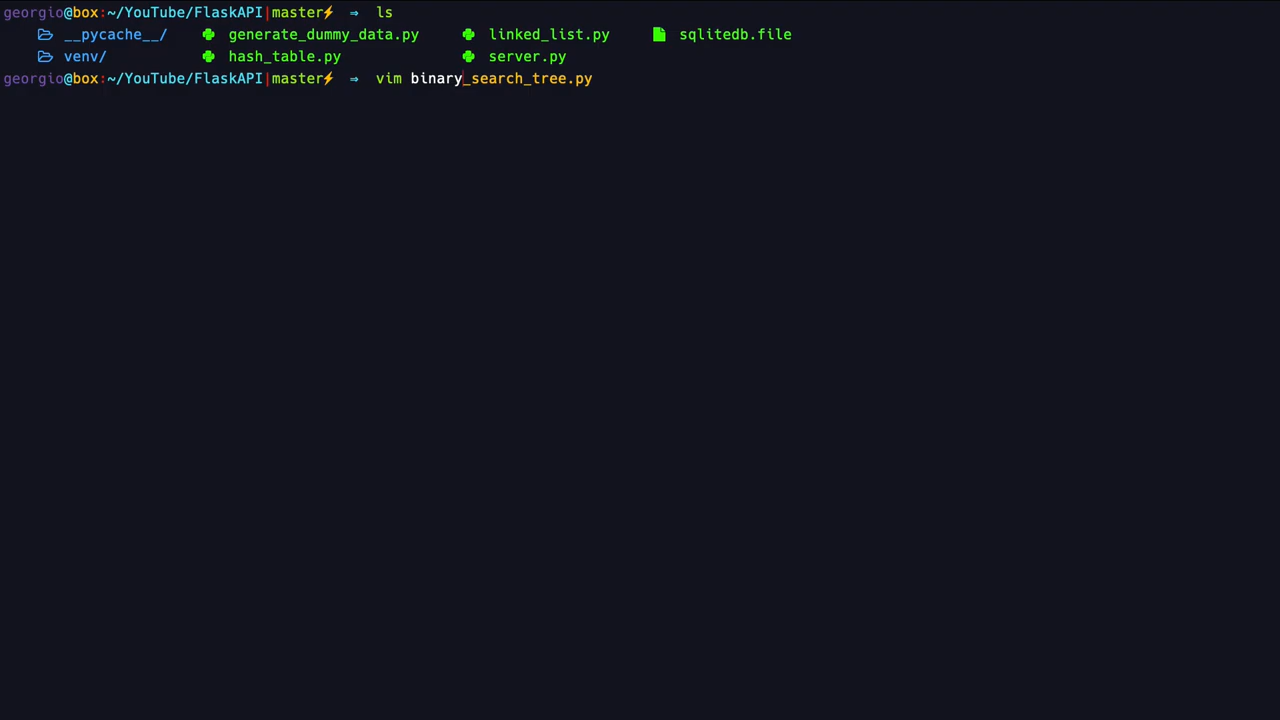 georgio@box:~/YouTube/FlaskAPI|master⚡ ⇒ ls
__pycache__/ generate_dummy_data.py linked_list.py sqlitedb.file
venv/ hash_table.py server.py
georgio@box:~/YouTube/FlaskAPI|master⚡ ⇒ vim binary_search_tree.py